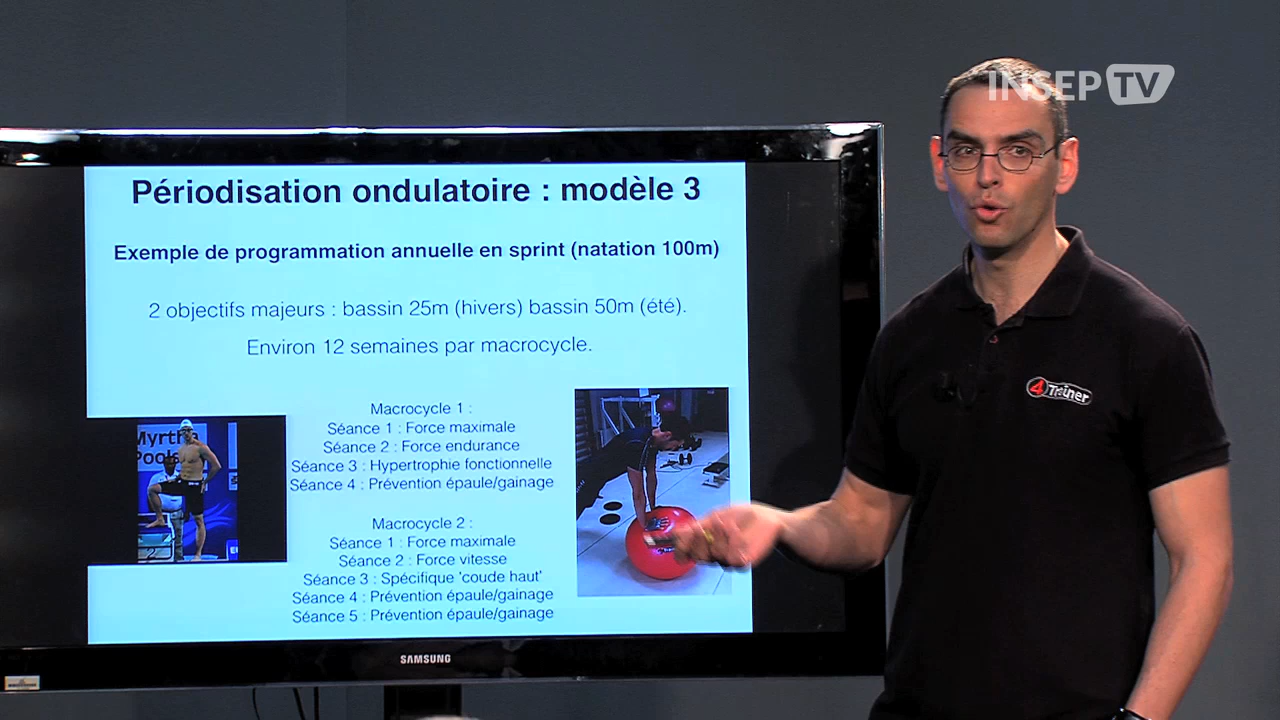 INSEP TV
Périodisation ondulatoire : modèle 3
Exemple de programmation annuelle en sprint (natation 100m)
2 objectifs majeurs : bassin 25m (hivers) bassin 50m (été).
Environ 12 semaines par macrocycle.
Macrocycle 1 :
Séance 1 : Force maximale
Séance 2 : Force endurance
Séance 3 : Hypertrophie fonctionnelle
Séance 4 : Prévention épaule/gainage
Macrocycle 2 :
Séance 1 : Force maximale
Séance 2 : Force vitesse
Séance 3 : Spécifique 'coude haut'
Séance 4 : Prévention épaule/gainage
Séance 5 : Prévention épaule/gainage
Myrtha
Pools
2
4Trainer
SAMSUNG